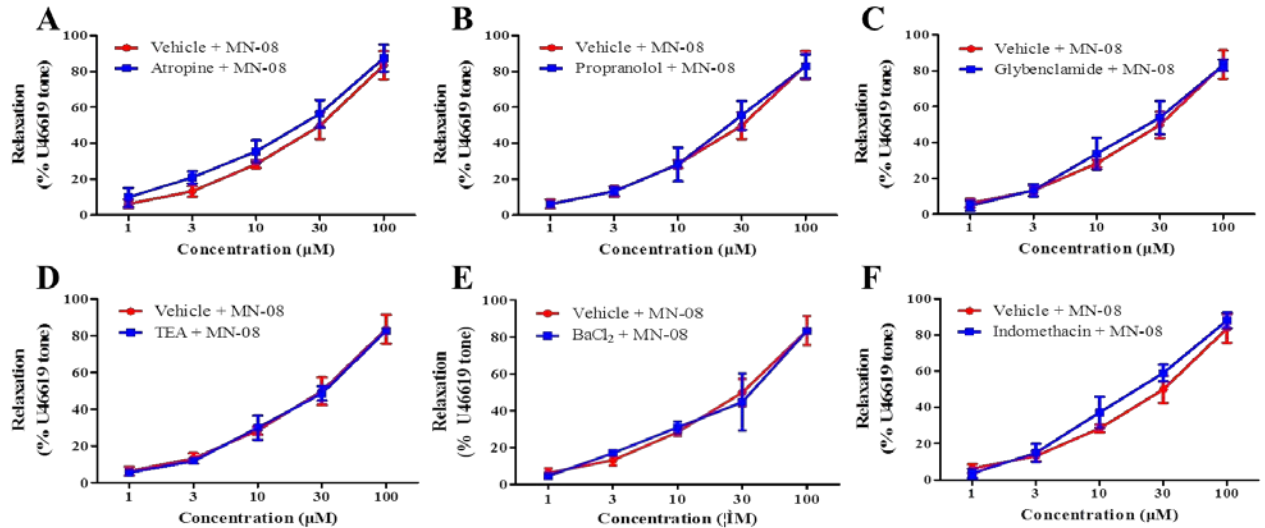 A
Vehicle + MN-08
Atropine + MN-08
Relaxation
(% U46619 tone)
100
80
60
40
20
0
1 3 10 30 100
Concentration (μM)
B
Vehicle + MN-08
Propranolol + MN-08
Relaxation
(% U46619 tone)
100
80
60
40
20
0
1 3 10 30 100
Concentration (μM)
C
Vehicle + MN-08
Glybenclamide + MN-08
Relaxation
(% U46619 tone)
100
80
60
40
20
0
1 3 10 30 100
Concentration (μM)
D
Vehicle + MN-08
TEA + MN-08
Relaxation
(% U46619 tone)
100
80
60
40
20
0
1 3 10 30 100
Concentration (μM)
E
Vehicle + MN-08
BaCl₂ + MN-08
Relaxation
(% U46619 tone)
100
80
60
40
20
0
1 3 10 30 100
Concentration (¦ÌM)
F
Vehicle + MN-08
Indomethacin + MN-08
Relaxation
(% U46619 tone)
100
80
60
40
20
0
1 3 10 30 100
Concentration (μM)